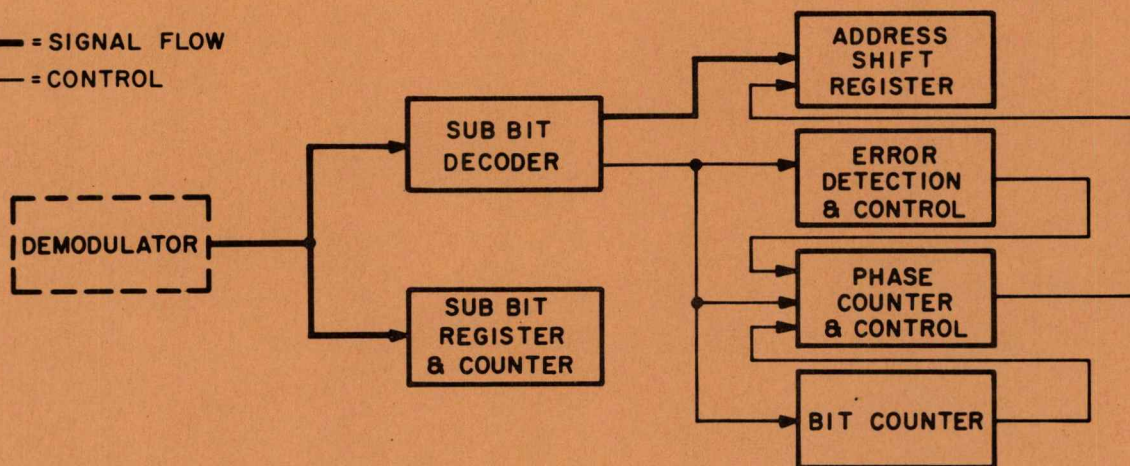 = SIGNAL FLOW
= CONTROL
DEMODULATOR
SUB BIT
DECODER
SUB BIT
REGISTER
& COUNTER
ADDRESS
SHIFT
REGISTER
ERROR
DETECTION
& CONTROL
PHASE
COUNTER
& CONTROL
BIT COUNTER